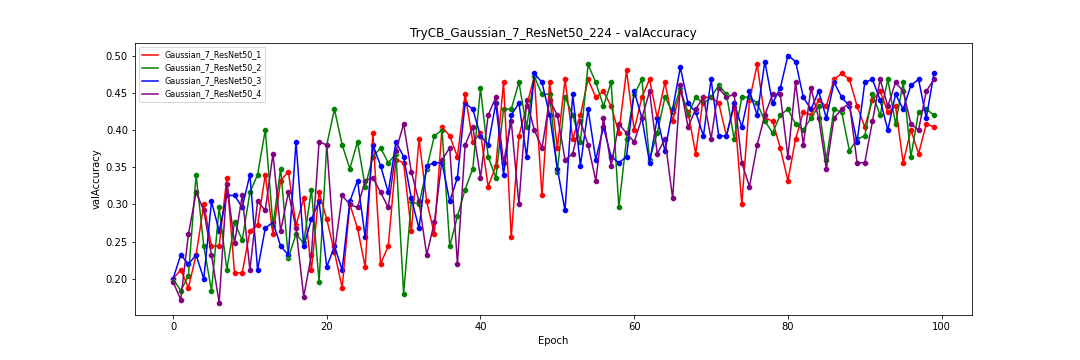 TryCB_Gaussian_7_ResNet50_224 - valAccuracy
Gaussian_7_ResNet50_1
Gaussian_7_ResNet50_2
Gaussian_7_ResNet50_3
Gaussian_7_ResNet50_4
valAccuracy
0.50
0.45
0.40
0.35
0.30
0.25
0.20
0 20 40 60 80 100
Epoch